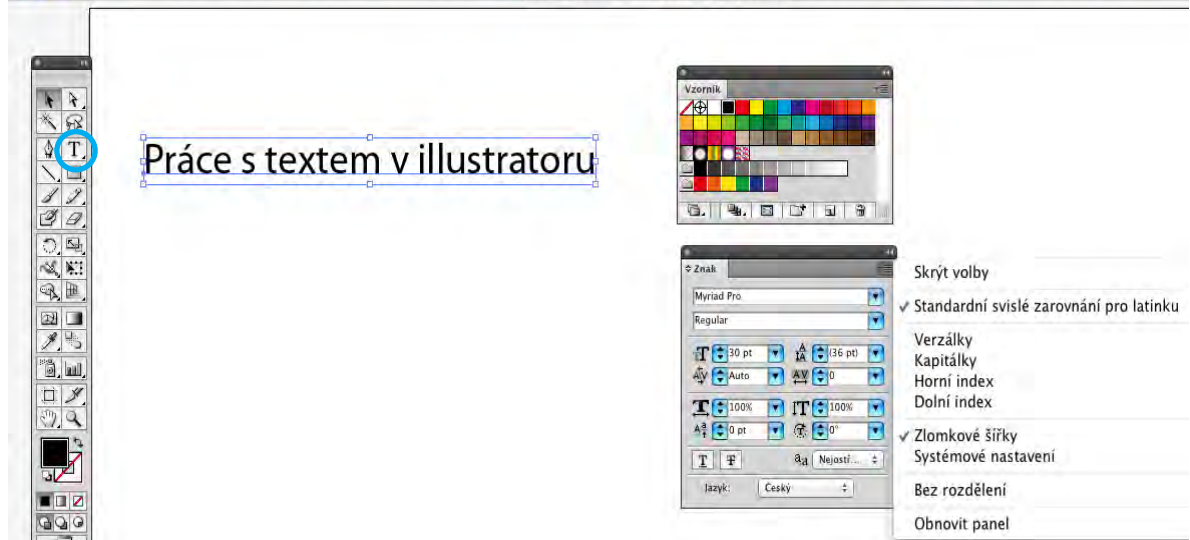 Práce s textem v illustratoru
Vzorník
Znak
Myriad Pro
Regular
30 pt
(36 pt)
Auto
0
100%
100%
0 pt
0°
Nejostř...
Jazyk:
Český
Skrýt volby
Standardní svislé zarovnání pro latinku
Verzálky
Kapitálky
Horní index
Dolní index
Zlomkové šířky
Systémové nastavení
Bez rozdělení
Obnovit panel